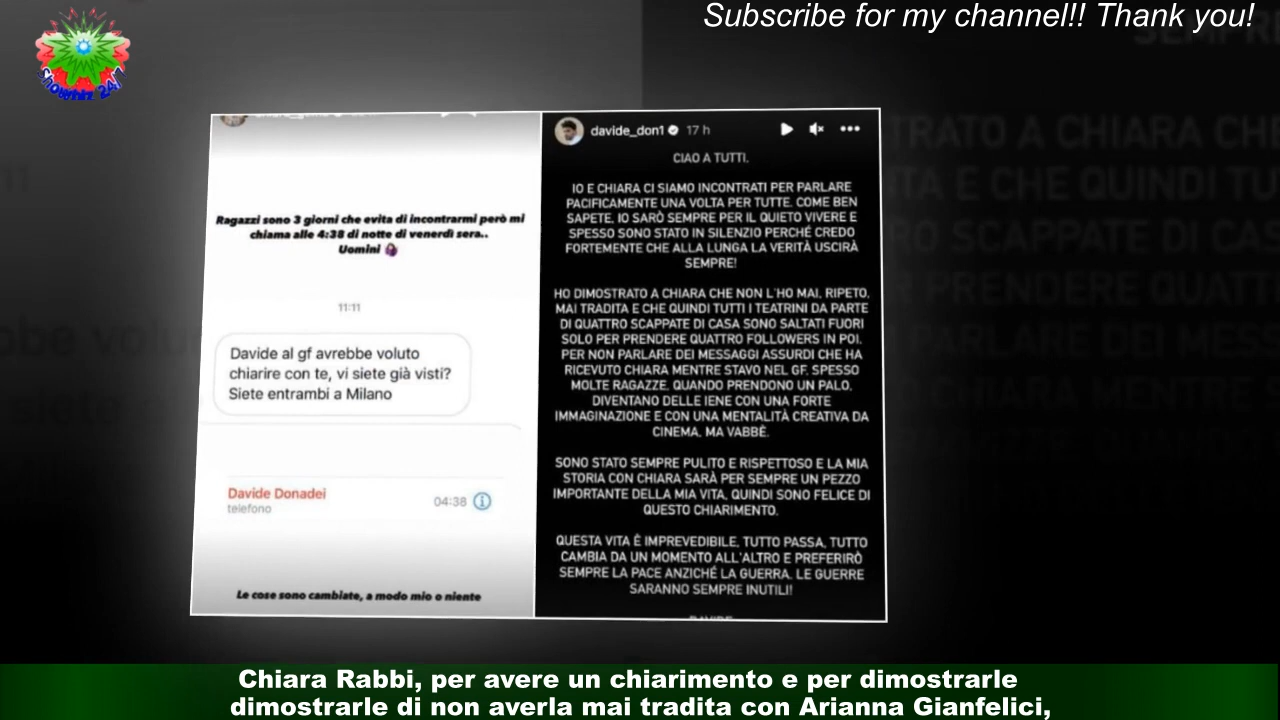 Subscribe for my channel!! Thank you!
Showbiz 24/7
Ragazzi sono 3 giorni che evita di incontrarmi però mi
chiama alle 4:38 di notte di venerdì sera..
Uomini
11:11
Davide al gf avrebbe voluto
chiarire con te, vi siete già visti?
Siete entrambi a Milano
Davide Donadei
telefono
04:38
Le cose sono cambiate, a modo mio o niente
davide_don1 17 h
CIAO A TUTTI,
IO E CHIARA CI SIAMO INCONTRATI PER PARLARE
PACIFICAMENTE UNA VOLTA PER TUTTE. COME BEN
SAPETE, IO SARÒ SEMPRE PER IL QUIETO VIVERE E
SPESSO SONO STATO IN SILENZIO PERCHÉ CREDO
FORTEMENTE CHE ALLA LUNGA LA VERITÀ USCIRÀ
SEMPRE!
HO DIMOSTRATO A CHIARA CHE NON L'HO MAI, RIPETO,
MAI TRADITA E CHE QUINDI TUTTI I TEATRINI DA PARTE
DI QUATTRO SCAPPATE DI CASA SONO SALTATI FUORI
SOLO PER PRENDERE QUATTRO FOLLOWERS IN POI.
PER NON PARLARE DEI MESSAGGI ASSURDI CHE HA
RICEVUTO CHIARA MENTRE STAVO NEL GF. SPESSO
MOLTE RAGAZZE, QUANDO PRENDONO UN PALO,
DIVENTANO DELLE IENE CON UNA FORTE
IMMAGINAZIONE E CON UNA MENTALITÀ CREATIVA DA
CINEMA, MA VABBÈ.
SONO STATO SEMPRE PULITO E RISPETTOSO E LA MIA
STORIA CON CHIARA SARÀ PER SEMPRE UN PEZZO
IMPORTANTE DELLA MIA VITA, QUINDI SONO FELICE DI
QUESTO CHIARIMENTO.
QUESTA VITA È IMPREVEDIBILE, TUTTO PASSA, TUTTO
CAMBIA DA UN MOMENTO ALL'ALTRO E PREFERIRÒ
SEMPRE LA PACE ANZICHÉ LA GUERRA. LE GUERRE
SARANNO SEMPRE INUTILI!
Chiara Rabbi, per avere un chiarimento e per dimostrarle
dimostrarle di non averla mai tradita con Arianna Gianfelici,